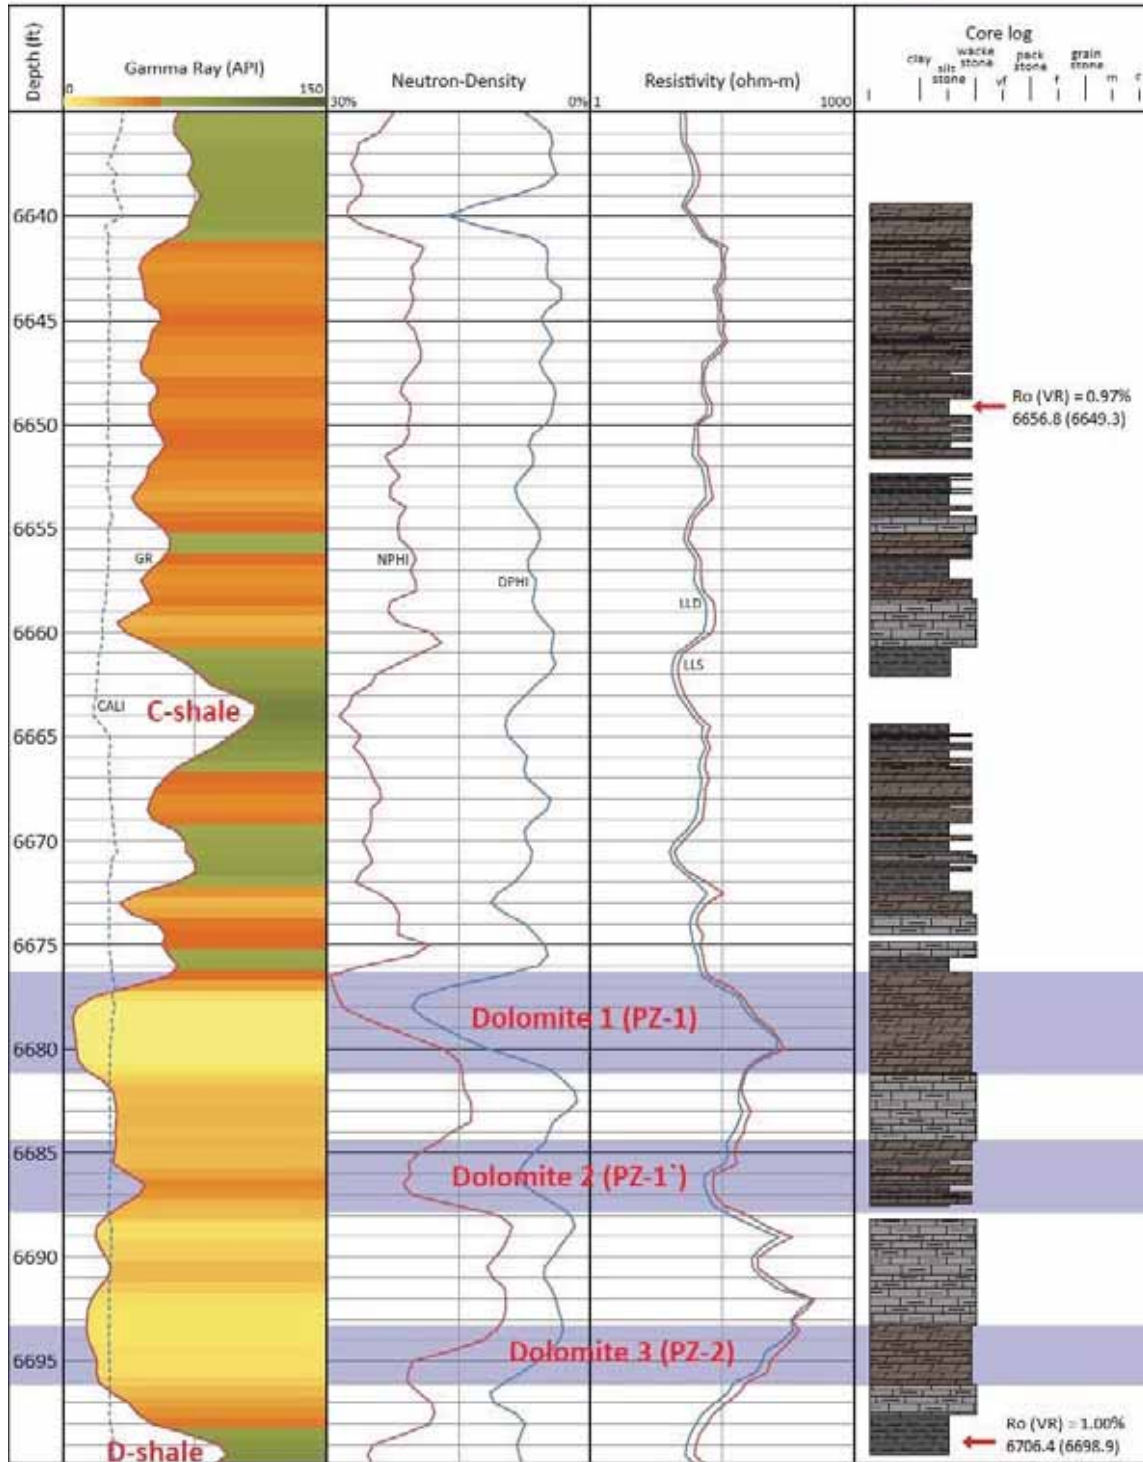 Depth (ft)
Gamma Ray (API)
0
150
Neutron-Density
30%
0%
Resistivity (ohm-m)
1
1000
Core log
clay
silt stone
wacke stone
vf
pack stone
f
grain stone
m
c
6640
6645
Ro (VR) = 0.97%
6656.8 (6649.3)
6650
6655
GR
NPHI
DPHI
LLD
6660
LLS
CALI
C-shale
6665
6670
6675
Dolomite 1 (PZ-1)
6680
6685
Dolomite 2 (PZ-1`)
6690
Dolomite 3 (PZ-2)
6695
D-shale
Ro (VR) = 1.00%
6706.4 (6698.9)